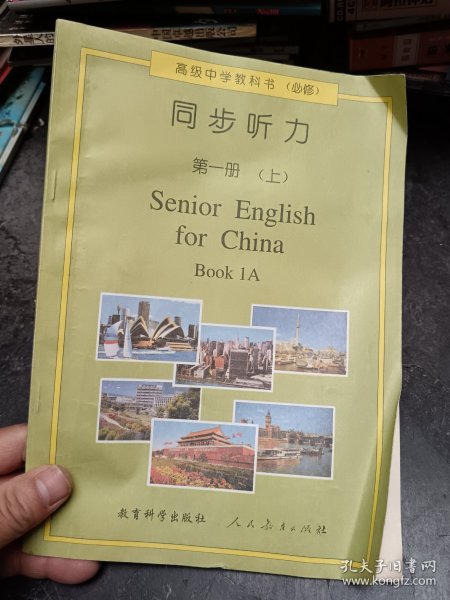 高级中学教科书（必修）
同步听力
第一册（上）
Senior English
for China
Book 1A
教育科学出版社 人民教育出版社
孔夫子旧书网
www.kongfz.com